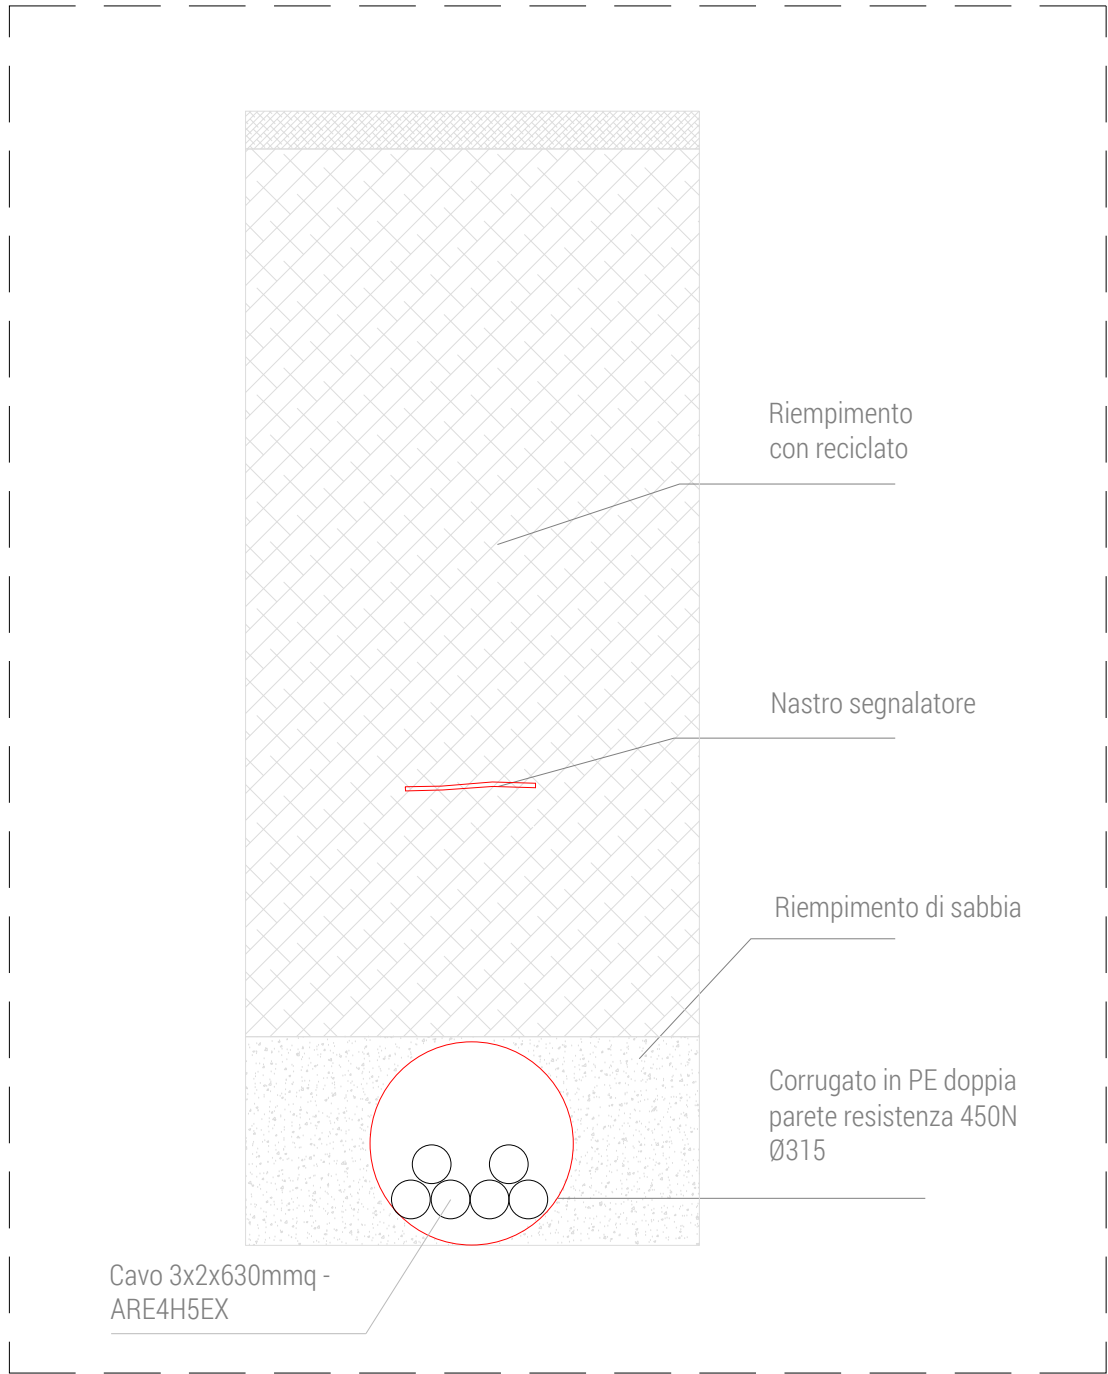 Riempimento
con reciclato
Nastro segnalatore
Riempimento di sabbia
Corrugato in PE doppia
parete resistenza 450N
Ø315
Cavo 3x2x630mmq -
ARE4H5EX